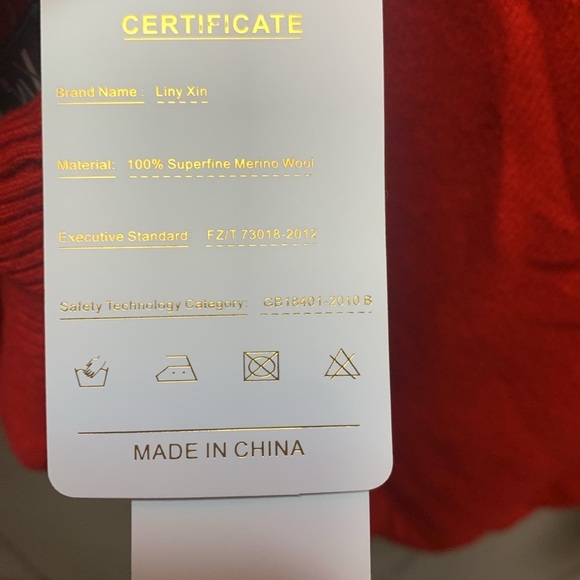 CERTIFICATE
Brand Name : Liny Xin
Material: 100% Superfine Merino Wool
Executive Standard FZ/T 73018-2012
Safety Technology Category: GB18401-2010 B
MADE IN CHINA